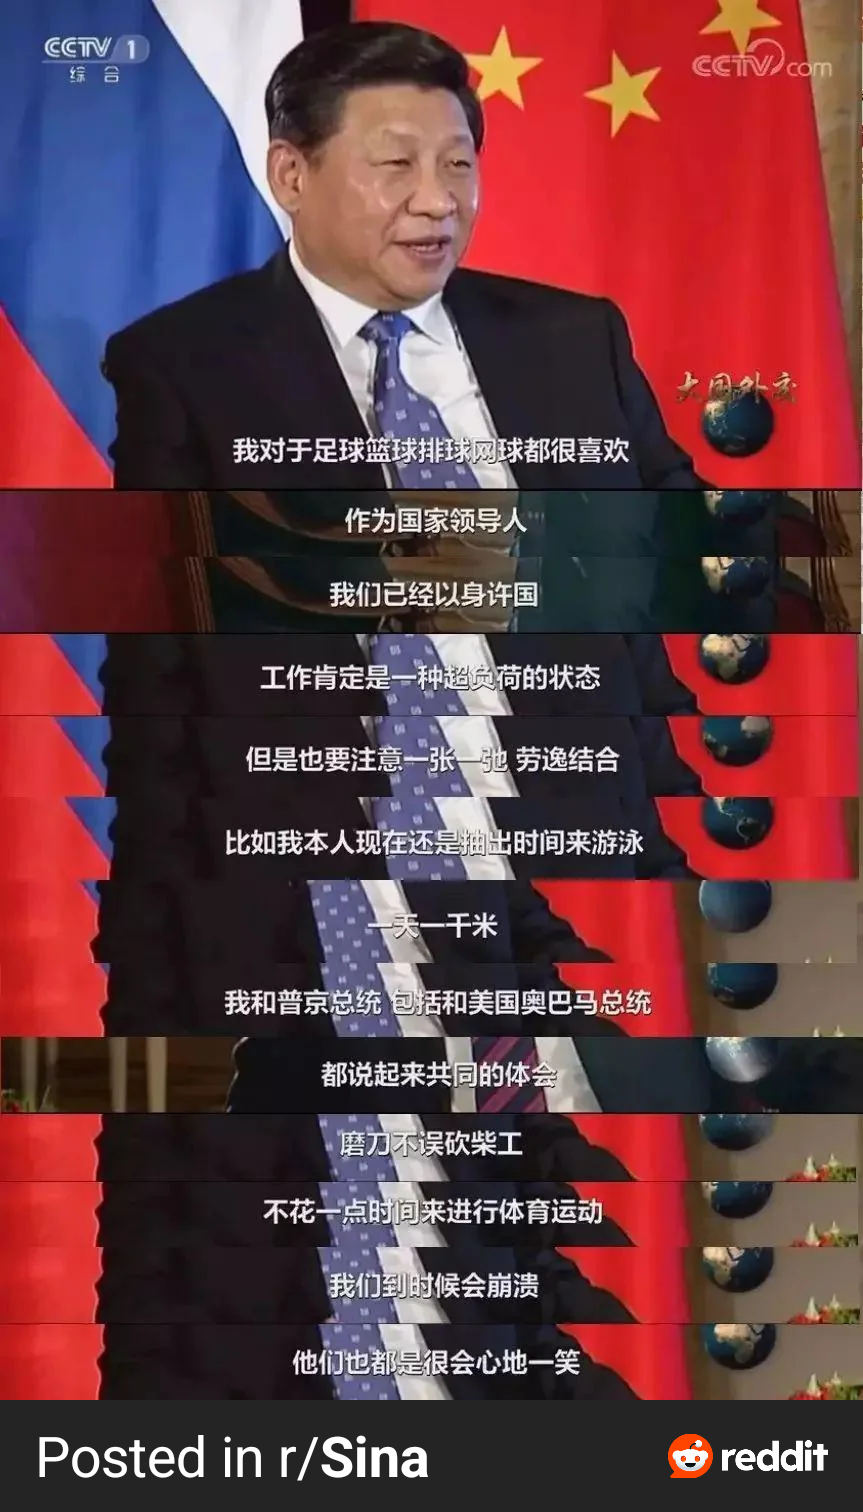 CCTV 1
综合
CCTV.com
大国外交
我对于足球篮球排球网球都很喜欢
作为国家领导人
我们已经以身许国
工作肯定是一种超负荷的状态
但是也要注意一张一弛 劳逸结合
比如我本人现在还是抽出时间来游泳
一天一千米
我和普京总统 包括和美国奥巴马总统
都说起来共同的体会
磨刀不误砍柴工
不花一点时间来进行体育运动
我们到时候会崩溃
他们也都是很会心地一笑
Posted in r/Sina
reddit